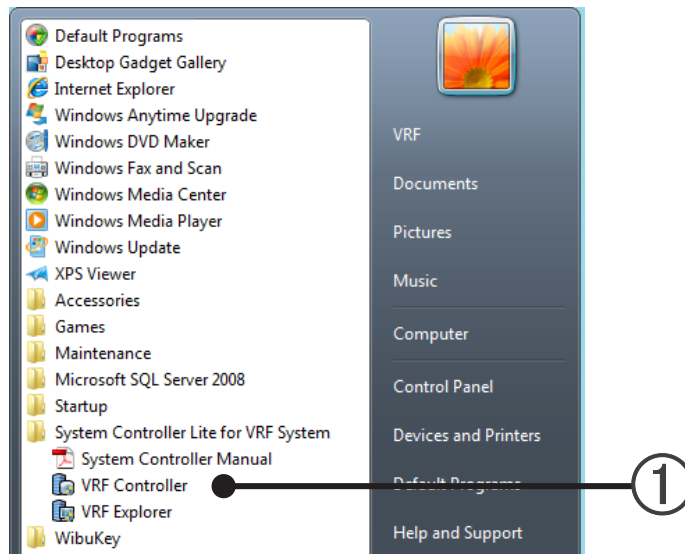 Default Programs
Desktop Gadget Gallery
Internet Explorer
Windows Anytime Upgrade
Windows DVD Maker
Windows Fax and Scan
Windows Media Center
Windows Media Player
Windows Update
XPS Viewer
Accessories
Games
Maintenance
Microsoft SQL Server 2008
Startup
System Controller Lite for VRF System
System Controller Manual
VRF Controller
VRF Explorer
WibuKey
VRF
Documents
Pictures
Music
Computer
Control Panel
Devices and Printers
Default Programs
Help and Support
①